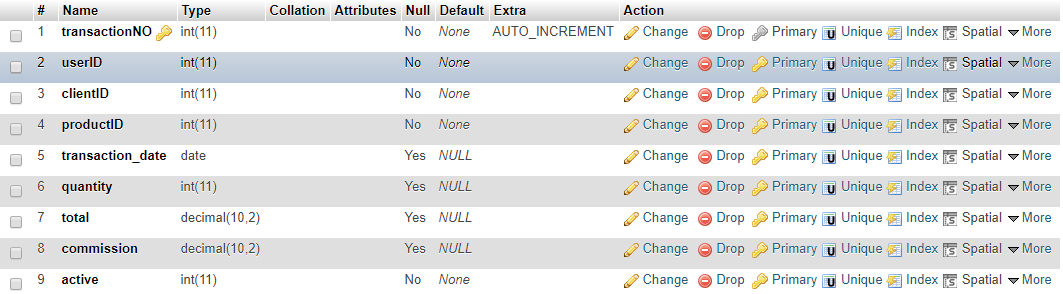 # Name Type Collation Attributes Null Default Extra Action
1 transactionNO int(11) No None AUTO_INCREMENT Change Drop Primary Unique Index Spatial More
2 userID int(11) No None Change Drop Primary Unique Index Spatial More
3 clientID int(11) No None Change Drop Primary Unique Index Spatial More
4 productID int(11) No None Change Drop Primary Unique Index Spatial More
5 transaction_date date Yes NULL Change Drop Primary Unique Index Spatial More
6 quantity int(11) Yes NULL Change Drop Primary Unique Index Spatial More
7 total decimal(10,2) Yes NULL Change Drop Primary Unique Index Spatial More
8 commission decimal(10,2) Yes NULL Change Drop Primary Unique Index Spatial More
9 active int(11) No None Change Drop Primary Unique Index Spatial More